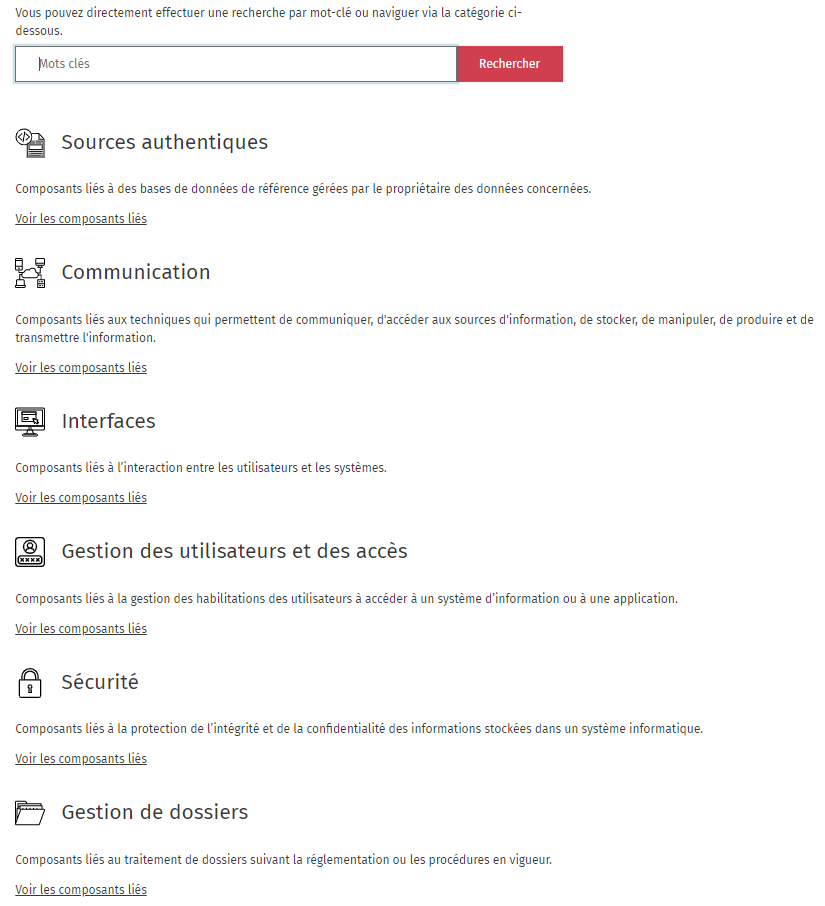 Vous pouvez directement effectuer une recherche par mot-clé ou naviguer via la catégorie ci-
dessous.
Mots clés
Rechercher
Sources authentiques
Composants liés à des bases de données de référence gérées par le propriétaire des données concernées.
Voir les composants liés
Communication
Composants liés aux techniques qui permettent de communiquer, d'accéder aux sources d'information, de stocker, de manipuler, de produire et de
transmettre l'information.
Voir les composants liés
Interfaces
Composants liés à l’interaction entre les utilisateurs et les systèmes.
Voir les composants liés
Gestion des utilisateurs et des accès
Composants liés à la gestion des habilitations des utilisateurs à accéder à un système d’information ou à une application.
Voir les composants liés
Sécurité
Composants liés à la protection de l’intégrité et de la confidentialité des informations stockées dans un système informatique.
Voir les composants liés
Gestion de dossiers
Composants liés au traitement de dossiers suivant la réglementation ou les procédures en vigueur.
Voir les composants liés